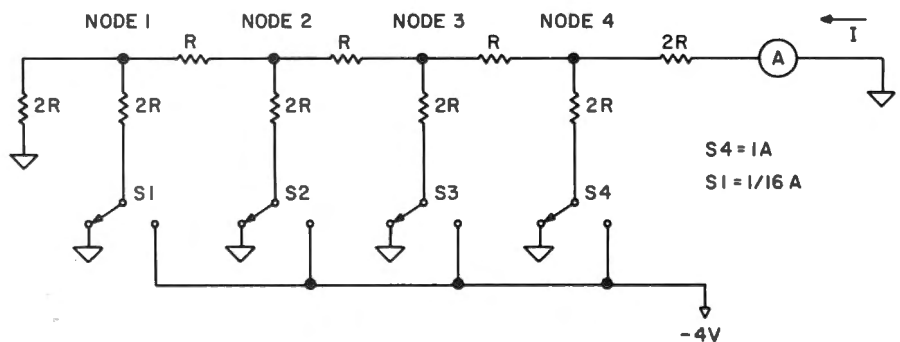 NODE 1 NODE 2 NODE 3 NODE 4
I
R R R 2R A
2R 2R 2R 2R 2R
S4 = 1A
S1 = 1/16 A
S1 S2 S3 S4
-4V